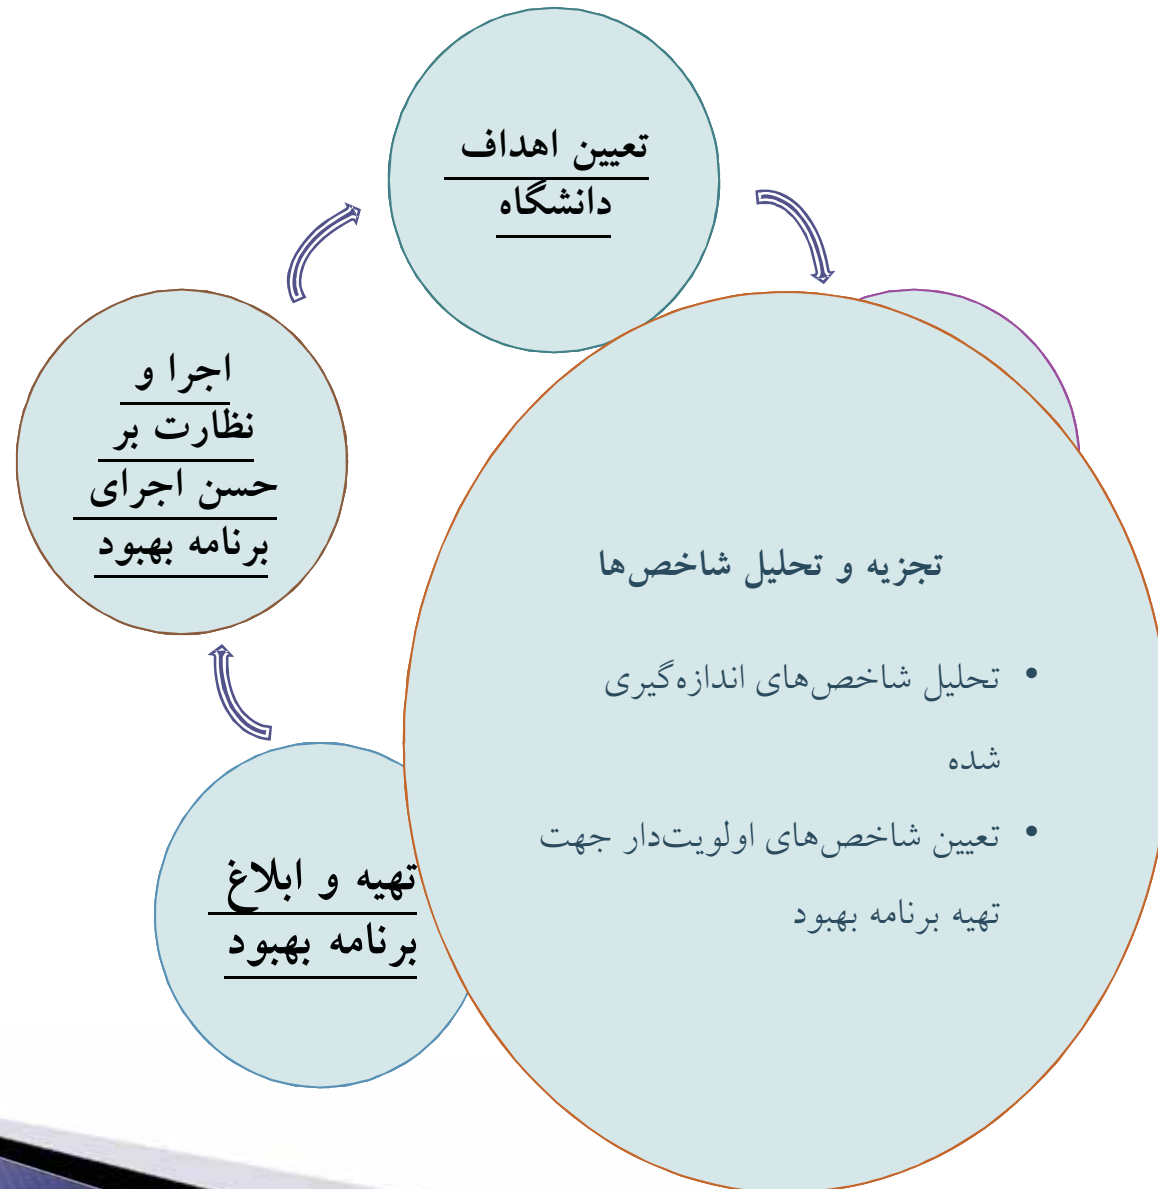 تعیین اهداف
دانشگاه
اجرا و
نظارت بر
حسن اجرای
برنامه بهبود
تجزیه و تحلیل شاخص‌ها
• تحلیل شاخص‌های اندازه‌گیری
شده
• تعیین شاخص‌های اولویت‌دار جهت
تهیه برنامه بهبود
تهیه و ابلاغ
برنامه بهبود